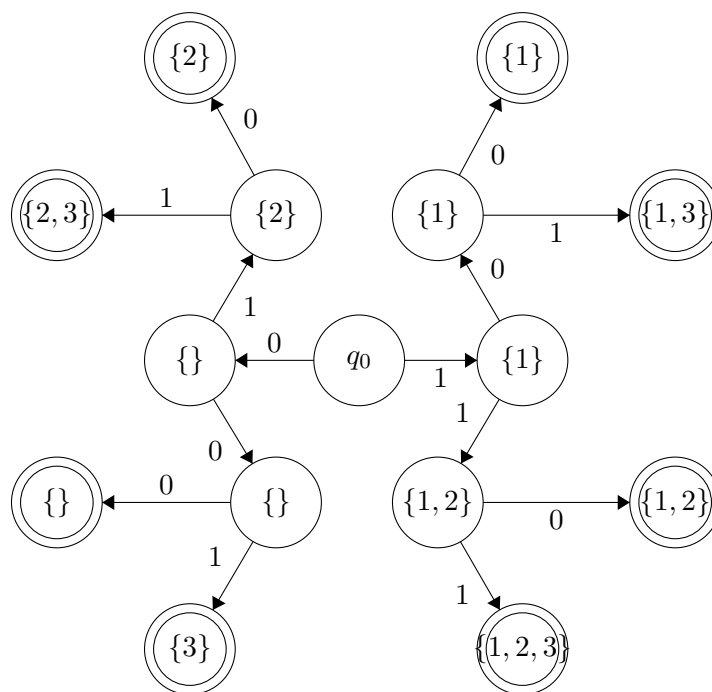 {2} {1}
0 0
1
{2, 3} {2} {1} {1, 3}
1
0
1
{} 0 q0 1 {1}
1
0
{} 0 {} {1, 2} {1, 2}
0
1 1
{3} {1, 2, 3}